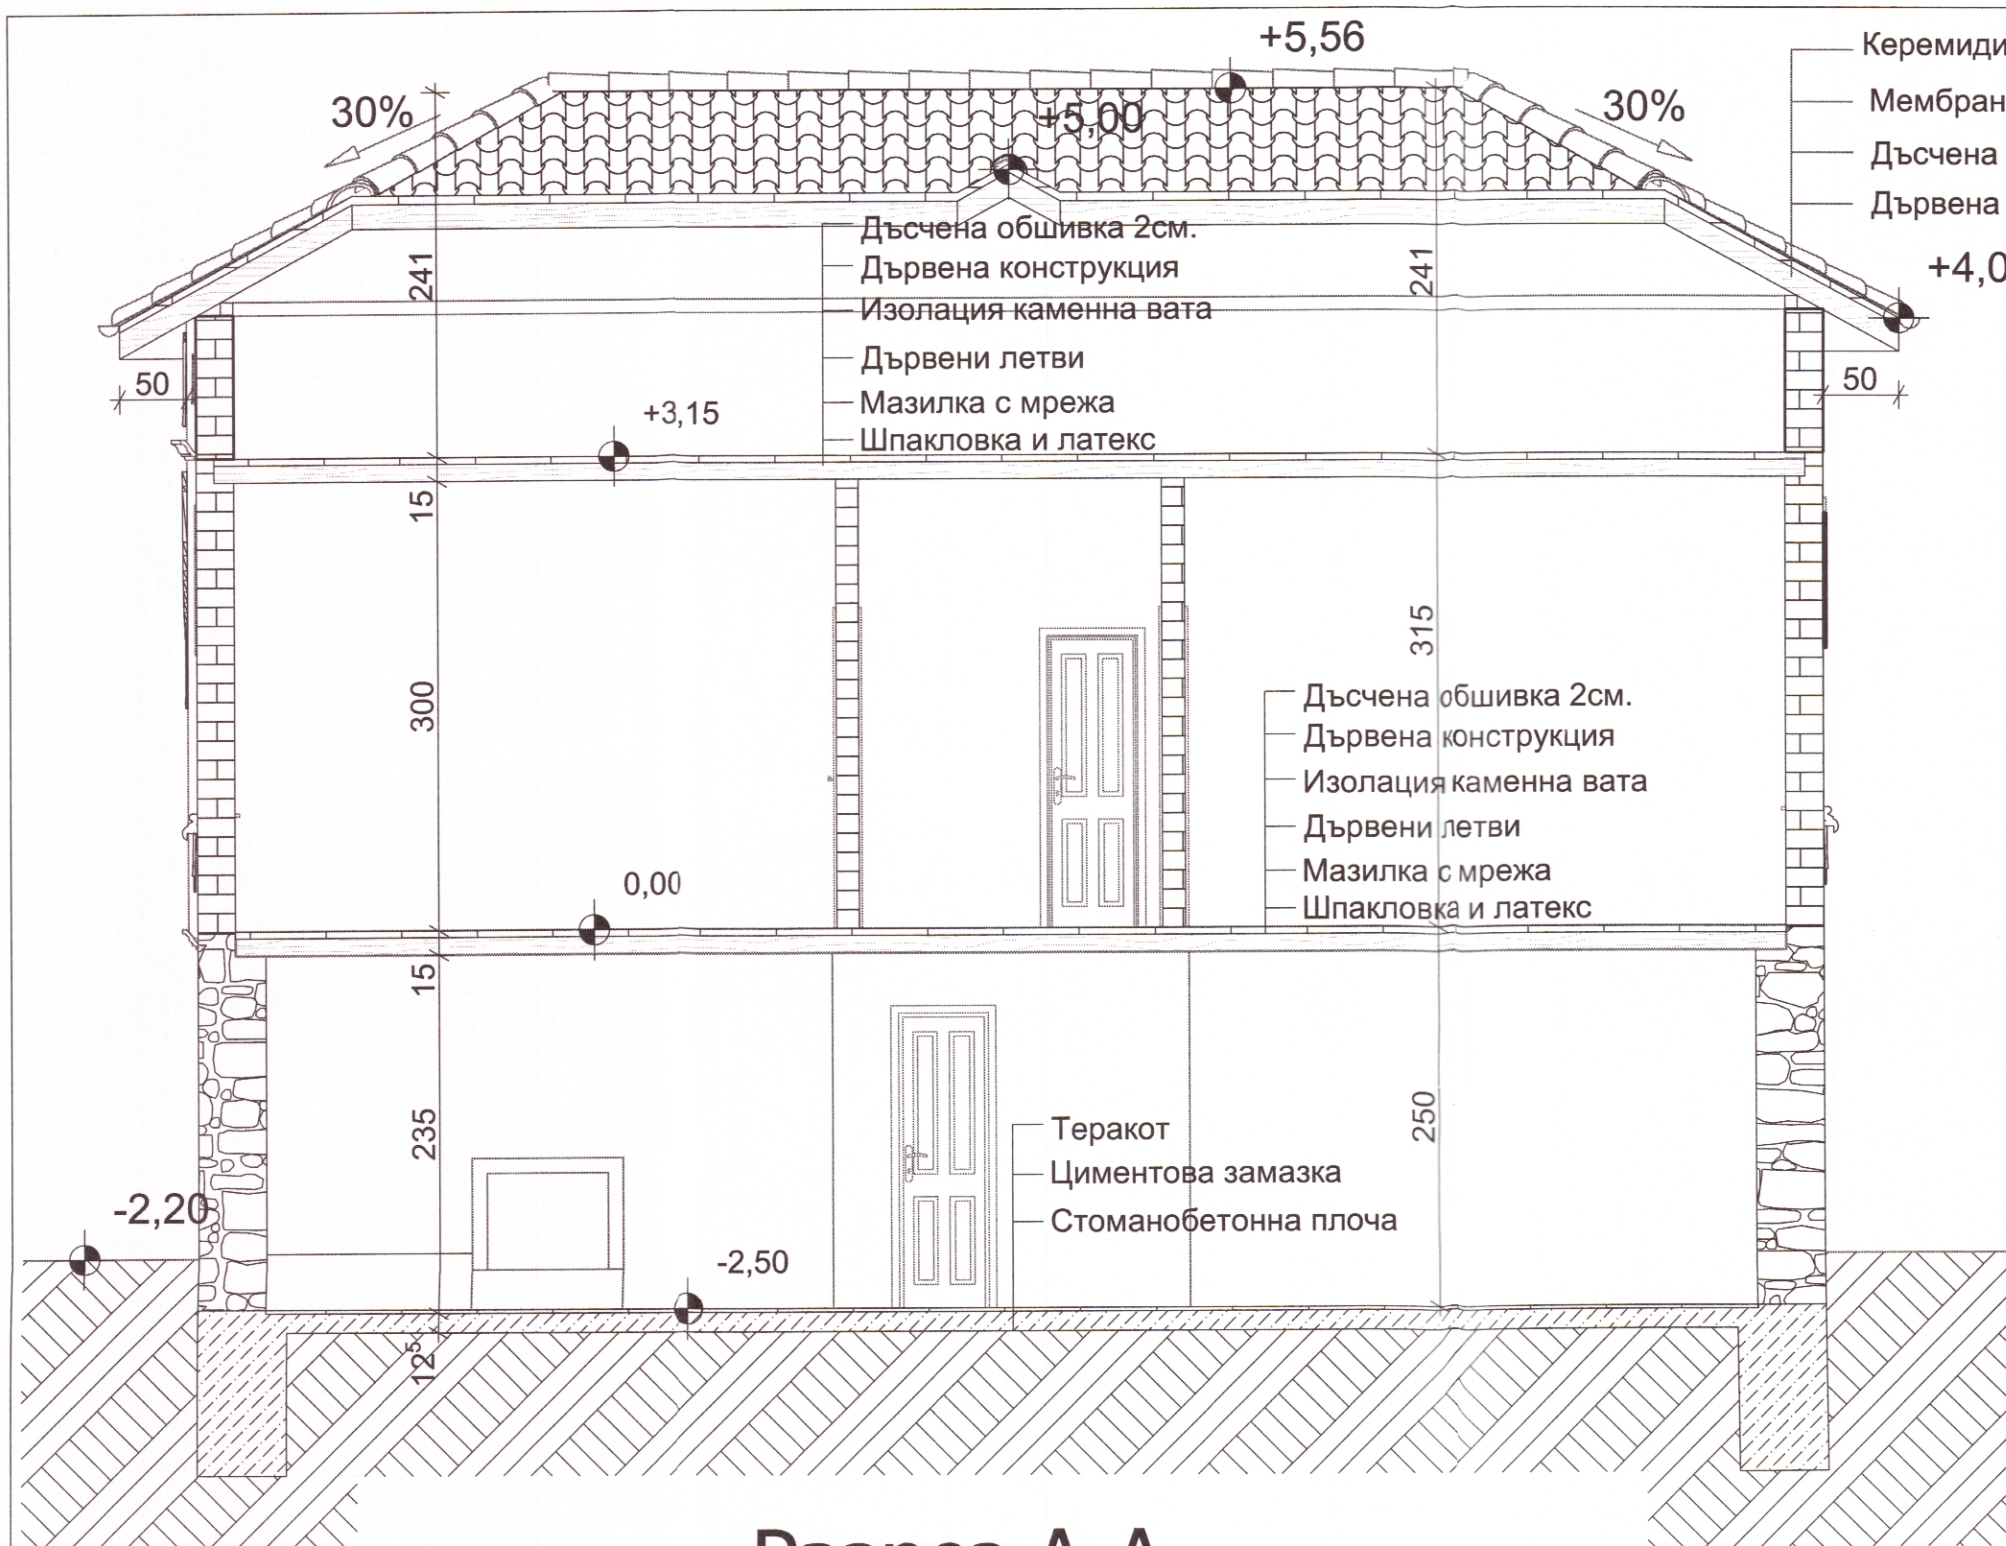 +5,56
Керемиди
30%
+5,00
30%
Мембран
Дъсчена
Дървена
Дъсчена обшивка 2см.
Дървена конструкция
Изолация каменна вата
Дървени летви
Мазилка с мрежа
Шпакловка и латекс
241
241
+4,0
50
50
+3,15
15
300
315
Дъсчена обшивка 2см.
Дървена конструкция
Изолация каменна вата
Дървени летви
Мазилка с мрежа
Шпакловка и латекс
0,00
15
235
250
Теракот
Циментова замазка
Стоманобетонна плоча
-2,20
-2,50
12⁵